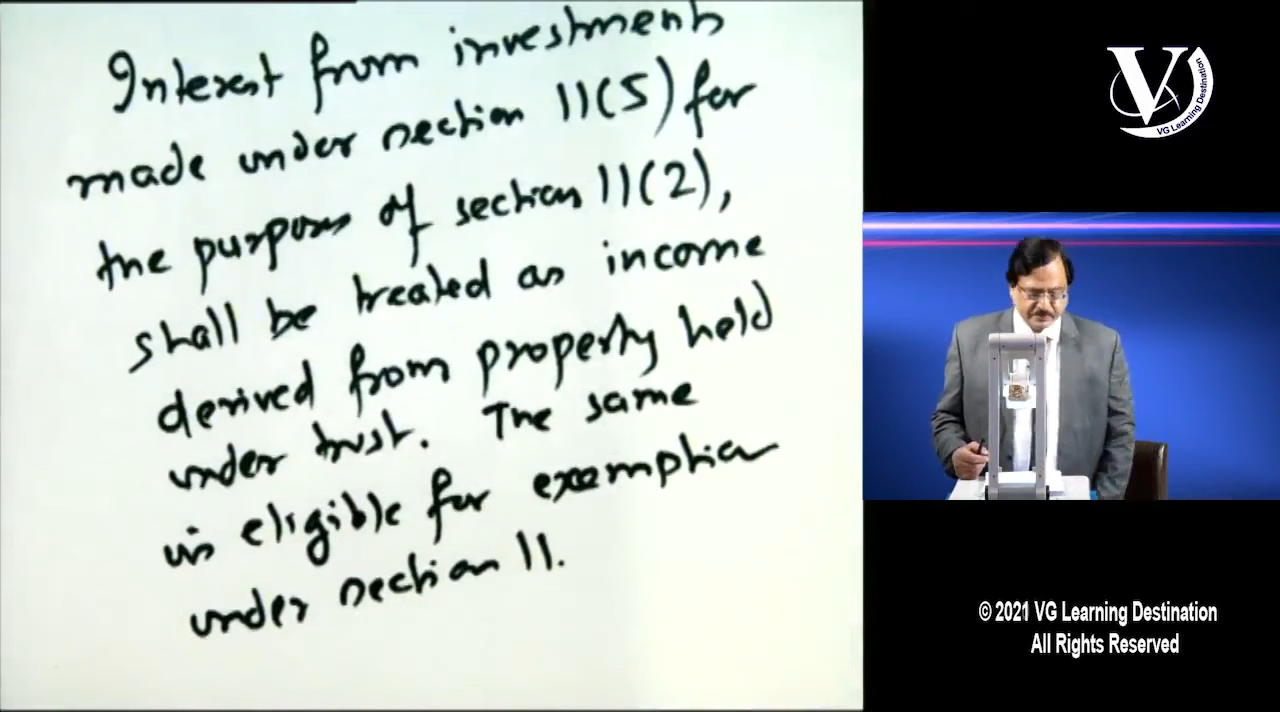 Interest from investments
made under section 11(5) for
the purpose of section 11(2),
shall be treated as income
derived from property held
under trust. The same
is eligible for exemption
under section 11.
V
VG Learning Destination
© 2021 VG Learning Destination
All Rights Reserved